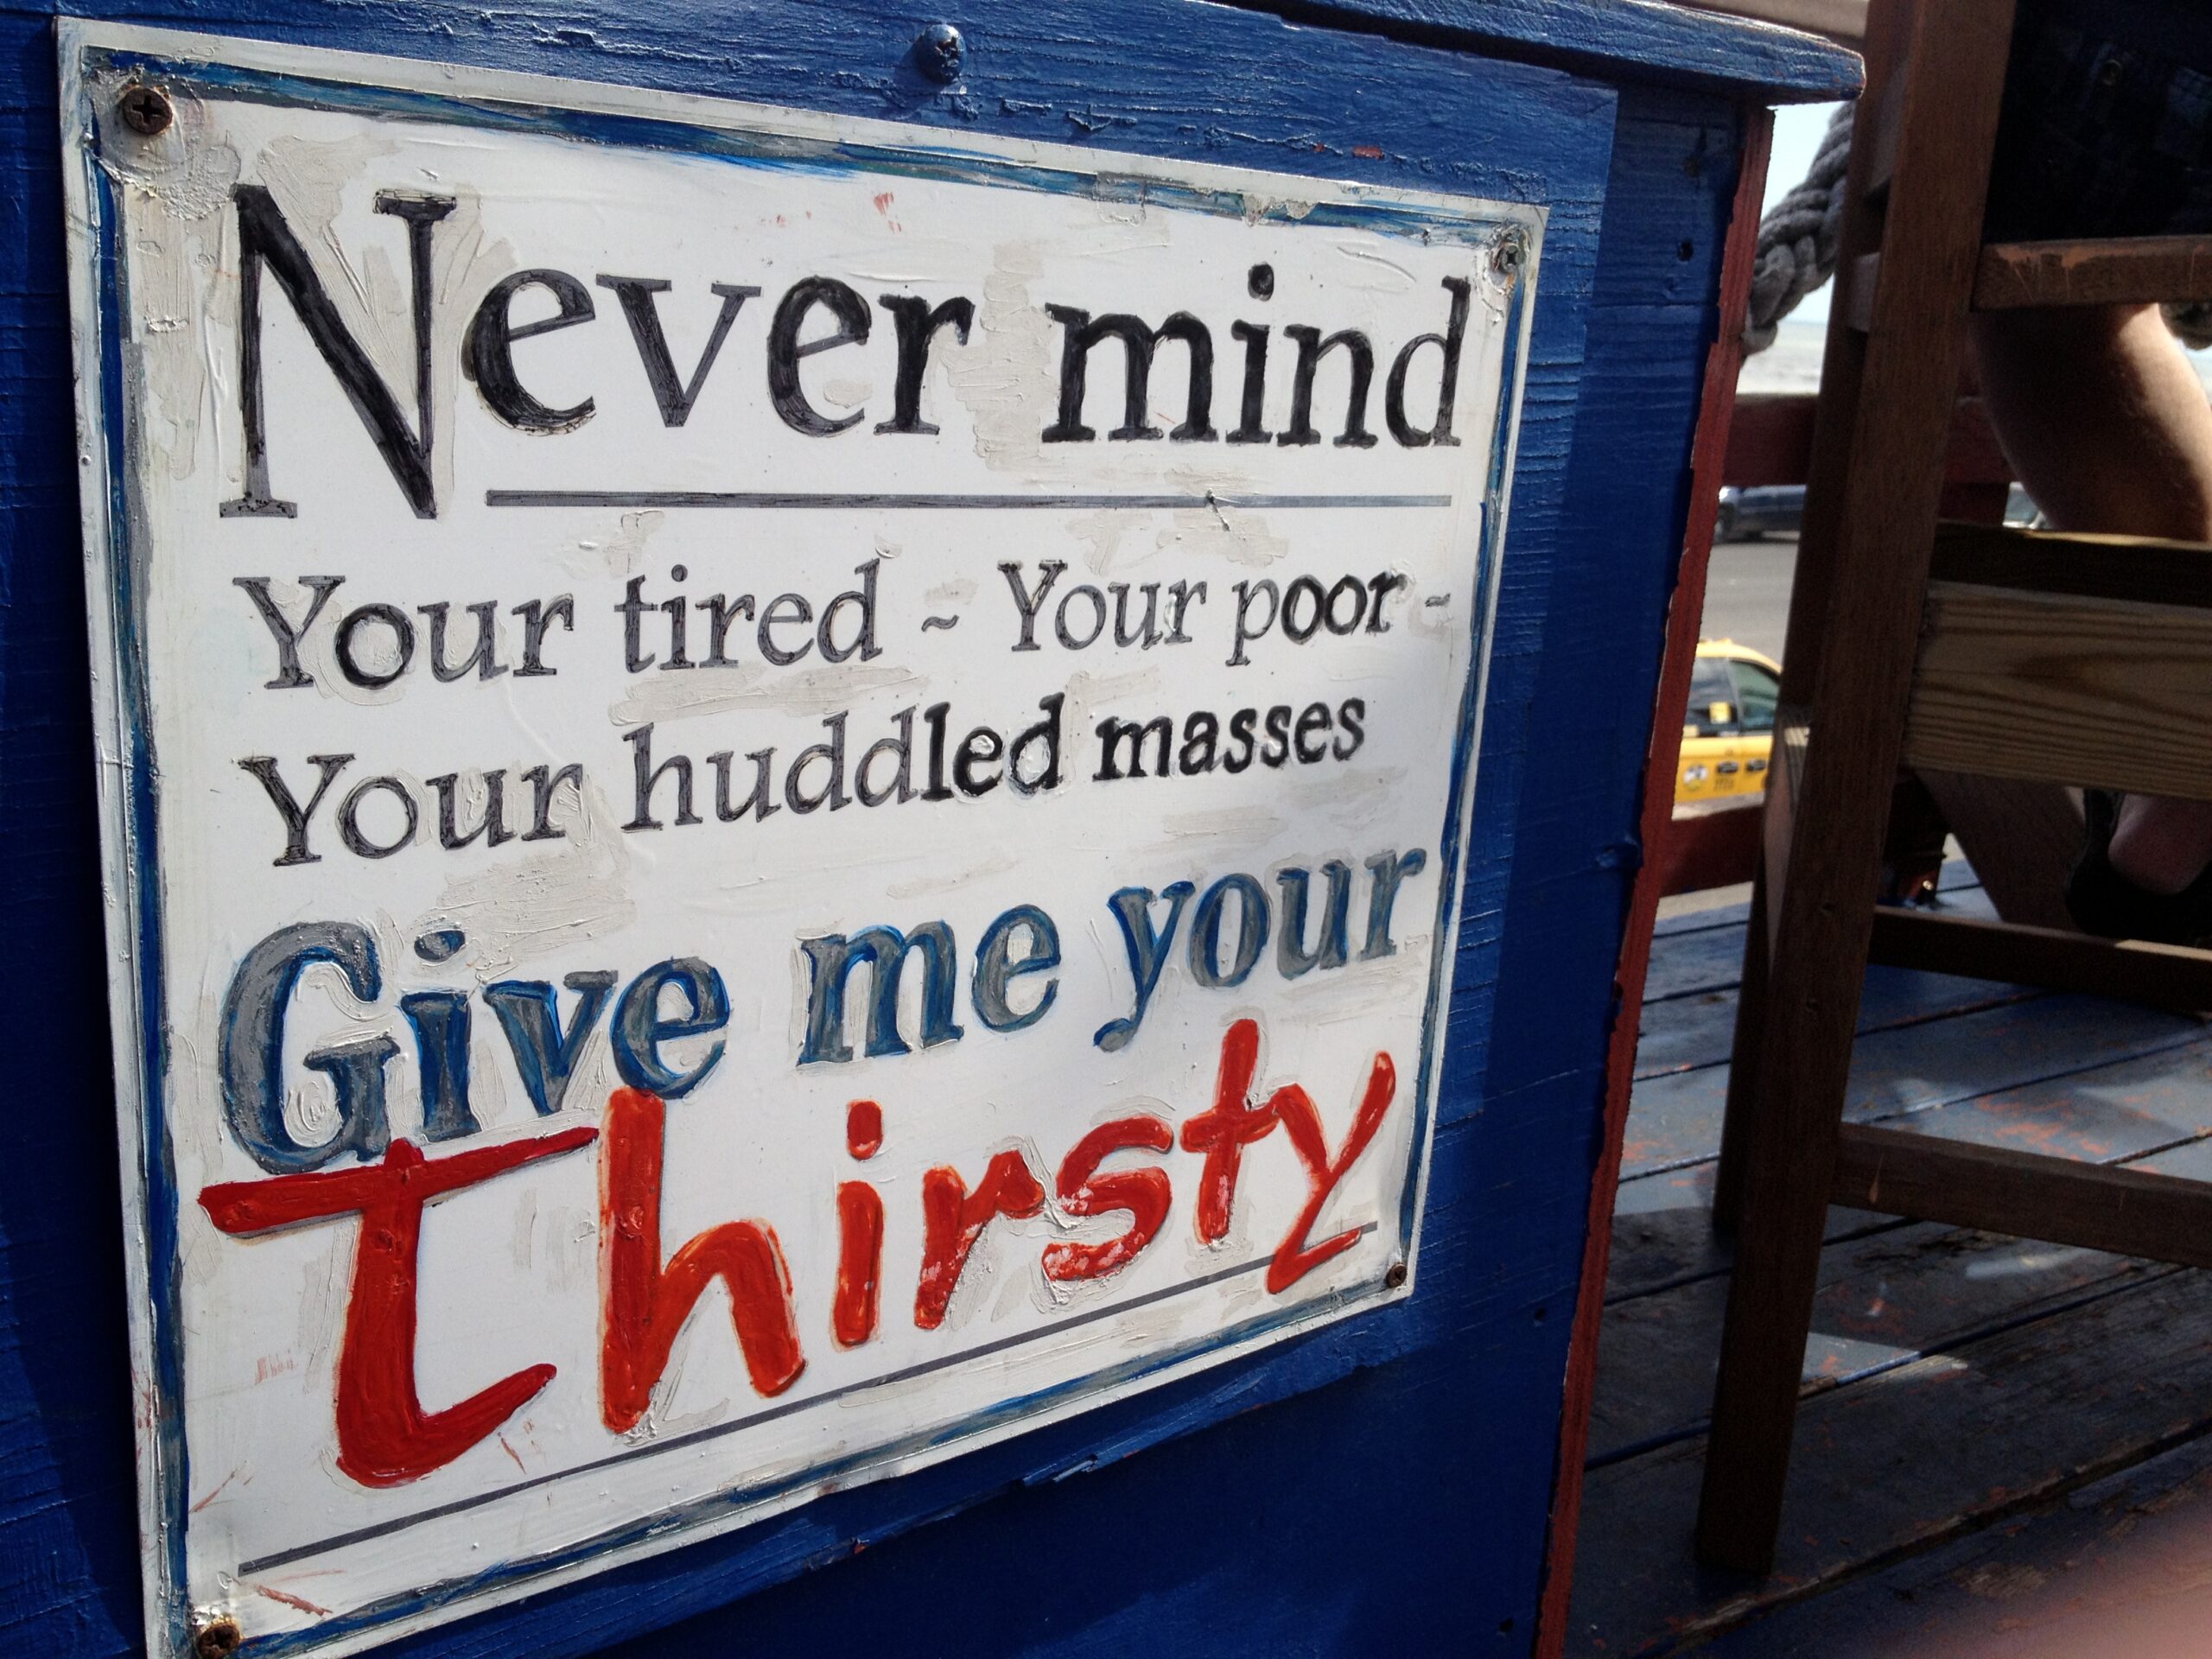 Never mind
Your tired ~ Your poor -
Your huddled masses
Give me your
Thirsty